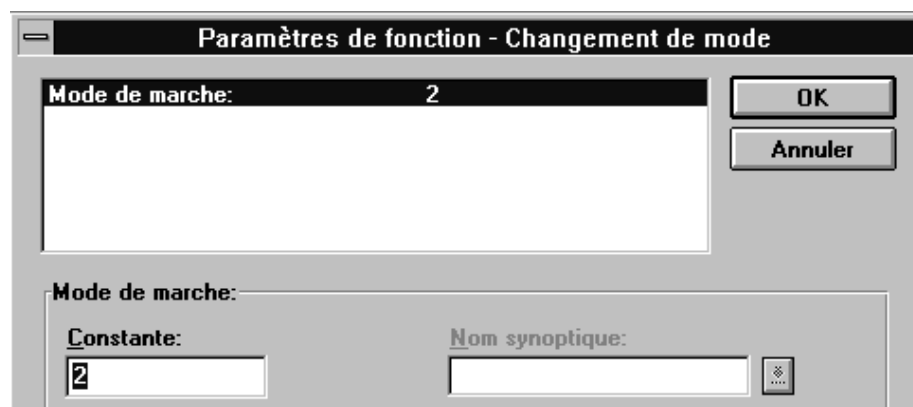 Paramètres de fonction - Changement de mode
Mode de marche: 2
OK
Annuler
Mode de marche:
Constante: Nom synoptique:
2